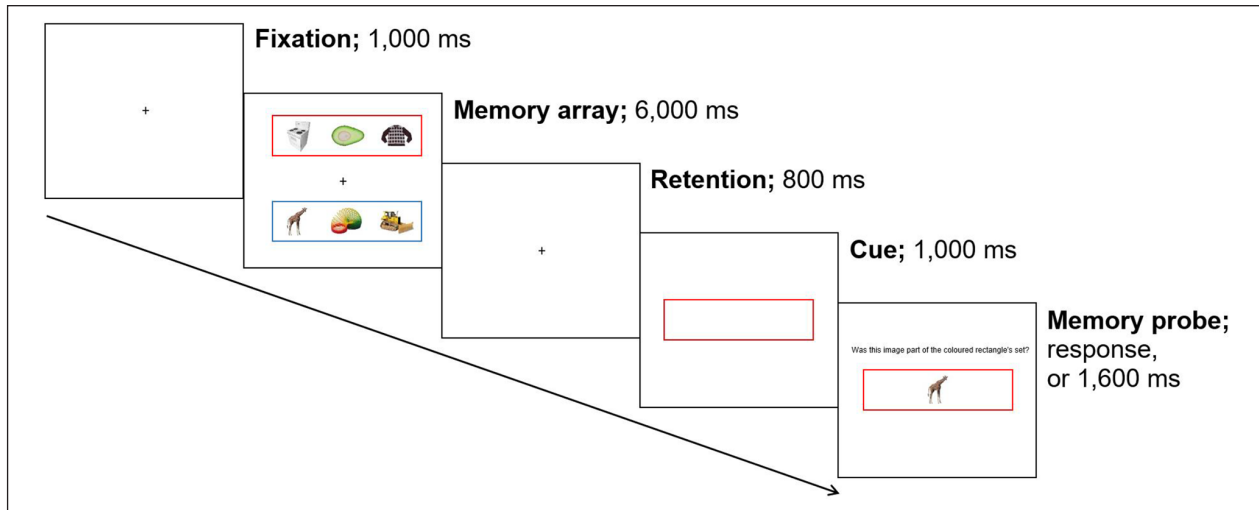 Fixation; 1,000 ms
Memory array; 6,000 ms
Retention; 800 ms
Cue; 1,000 ms
Memory probe;
response,
or 1,600 ms
Was this image part of the coloured rectangle's set?